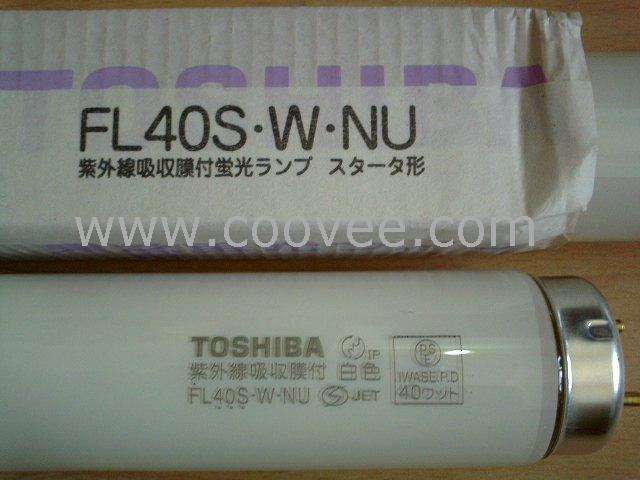 TOSHIBA
FL40S·W·NU
紫外線吸収膜付蛍光ランプ スタータ形
www.coovee.com
TOSHIBA IP PSE
紫外線吸収膜付 白色 IWASE.P.D
FL40S·W·NU JET 40ワット